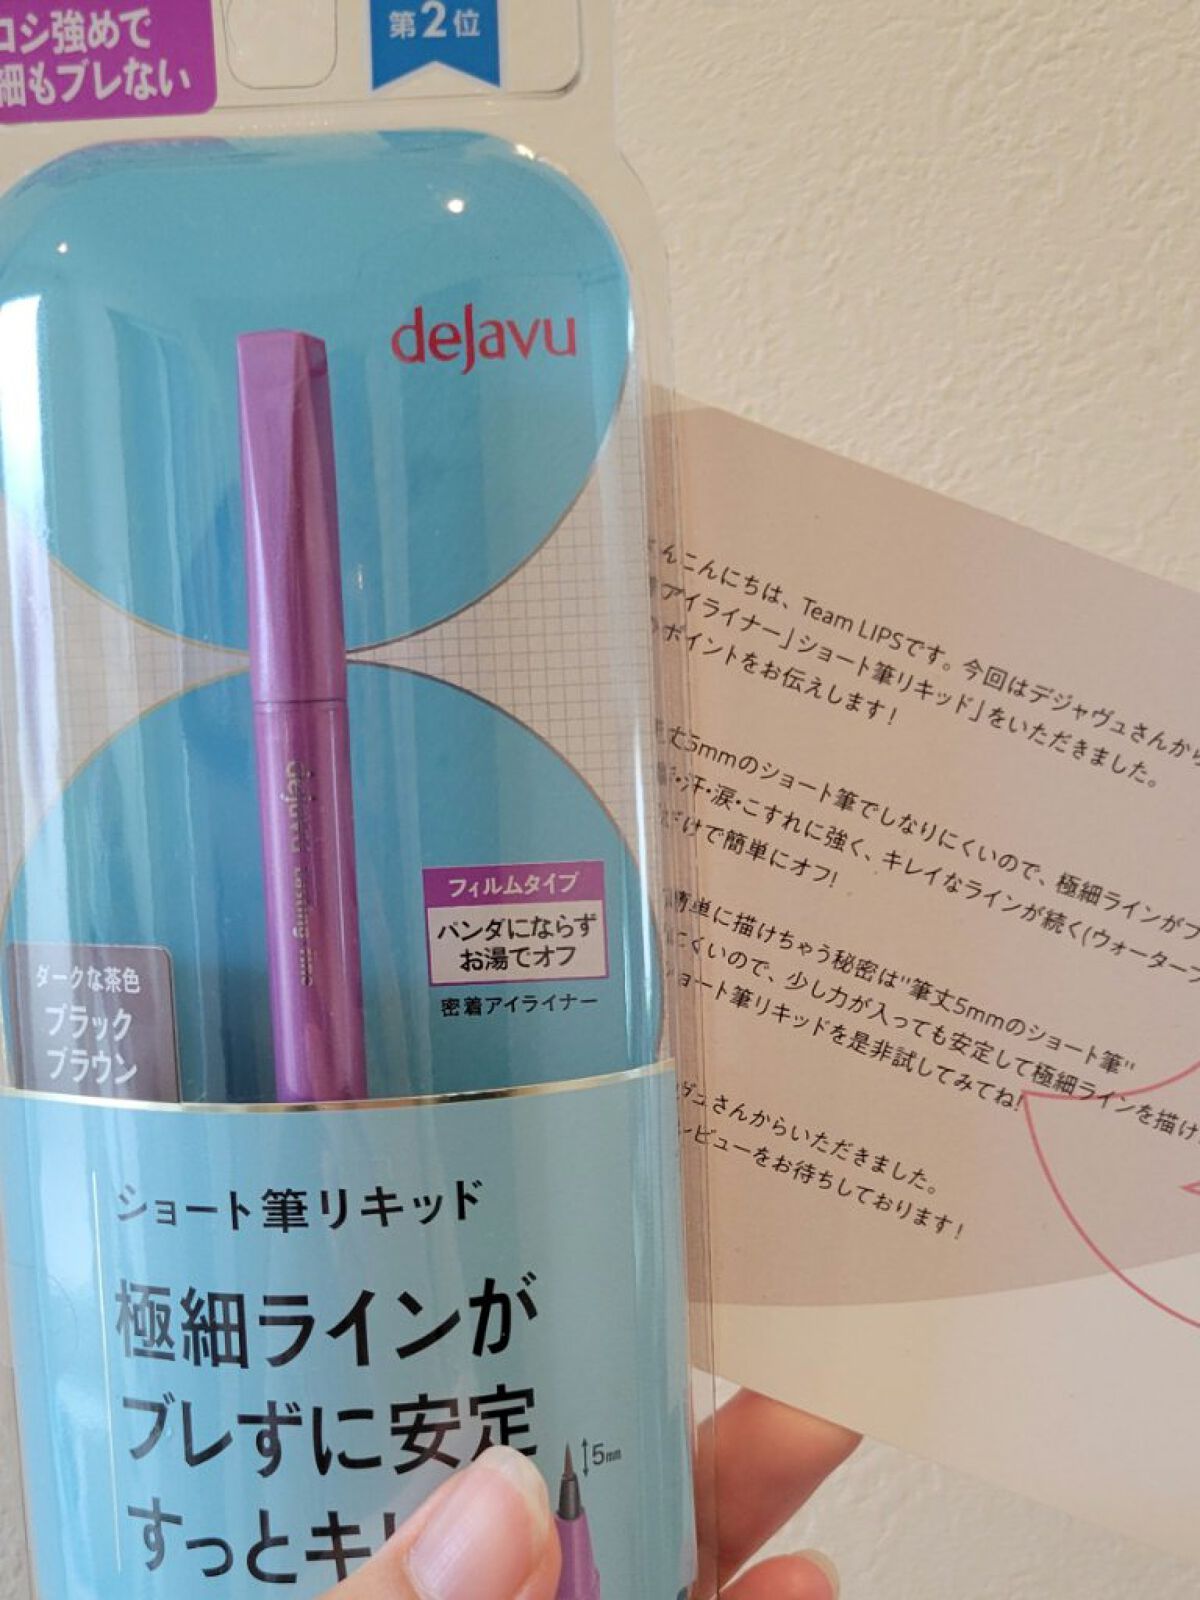 コシ強めで
細もブレない
第2位
dejavu
dejavu Lasting-fine
フィルムタイプ
パンダにならず
お湯でオフ
密着アイライナー
ダークな茶色
ブラック
ブラウン
ショート筆リキッド
極細ラインが
ブレずに安定
すっとキレ
5mm
んこんにちは、Team LIPSです。今回はデジャヴュさんから
アイライナー」ショート筆リキッド」をいただきました。
ポイントをお伝えします!
丈5mmのショート筆でしなりにくいので、極細ラインがブ
・汗・涙・こすれに強く、キレイなラインが続く(ウォータープ
だけで簡単にオフ!
簡単に描けちゃう秘密は"筆丈5mmのショート筆"
にくいので、少し力が入っても安定して極細ラインを描け
ョート筆リキッドを是非試してみてね!
ヴュさんからいただきました。
レビューをお待ちしております!